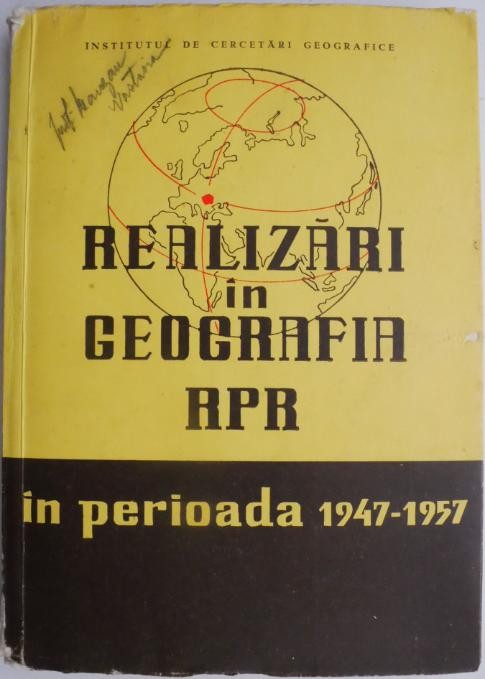 INSTITUTUL DE CERCETĂRI GEOGRAFICE
REALIZĂRI
în
GEOGRAFIA
RPR
în perioada 1947-1957